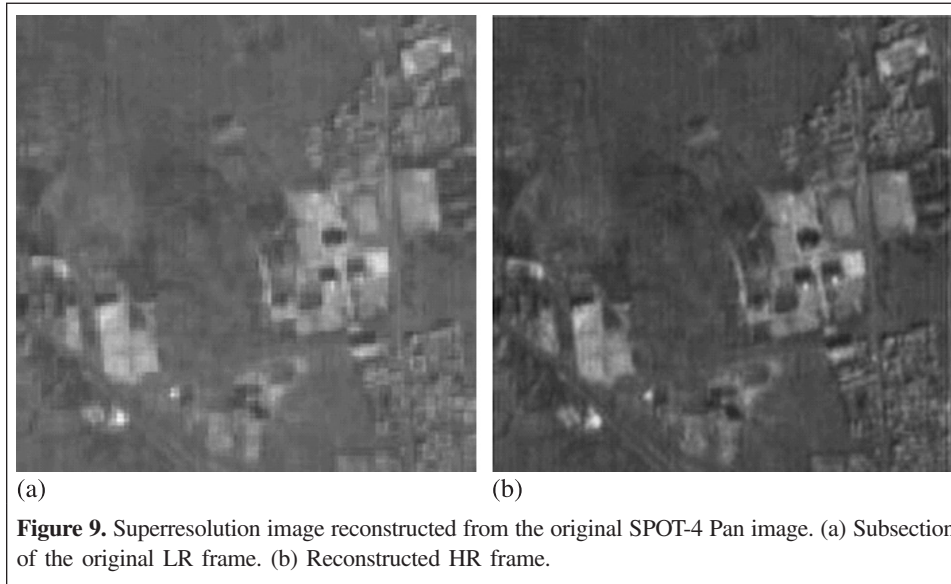 (a)
(b)
Figure 9. Superresolution image reconstructed from the original SPOT-4 Pan image. (a) Subsection
of the original LR frame. (b) Reconstructed HR frame.